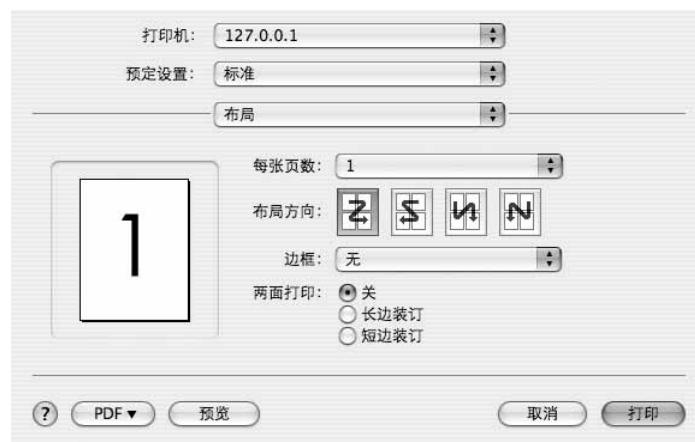 打印机： 127.0.0.1
预定设置： 标准
布局
每张页数： 1
1
布局方向：
边框： 无
两面打印： 关
长边装订
短边装订
? PDF▼ 预览 取消 打印